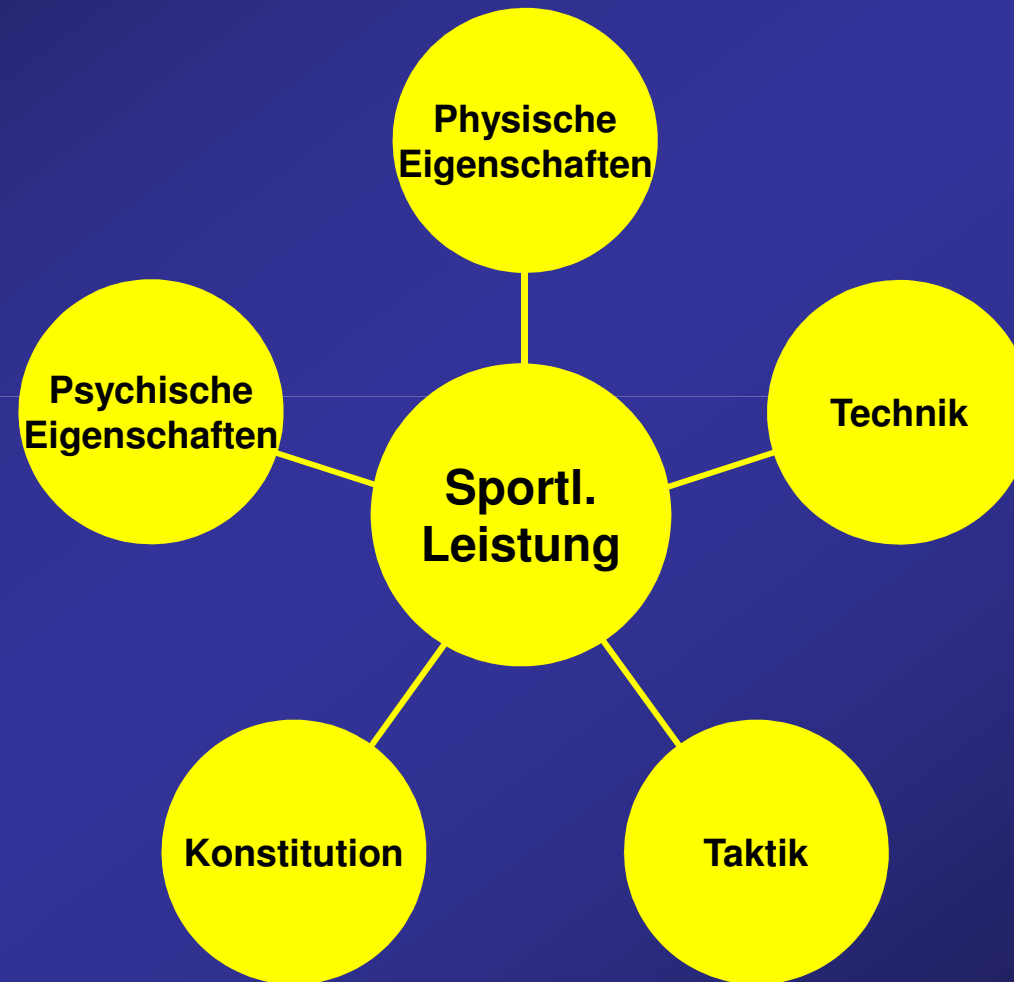 Physische
Eigenschaften
Psychische
Eigenschaften
Technik
Sportl.
Leistung
Konstitution
Taktik